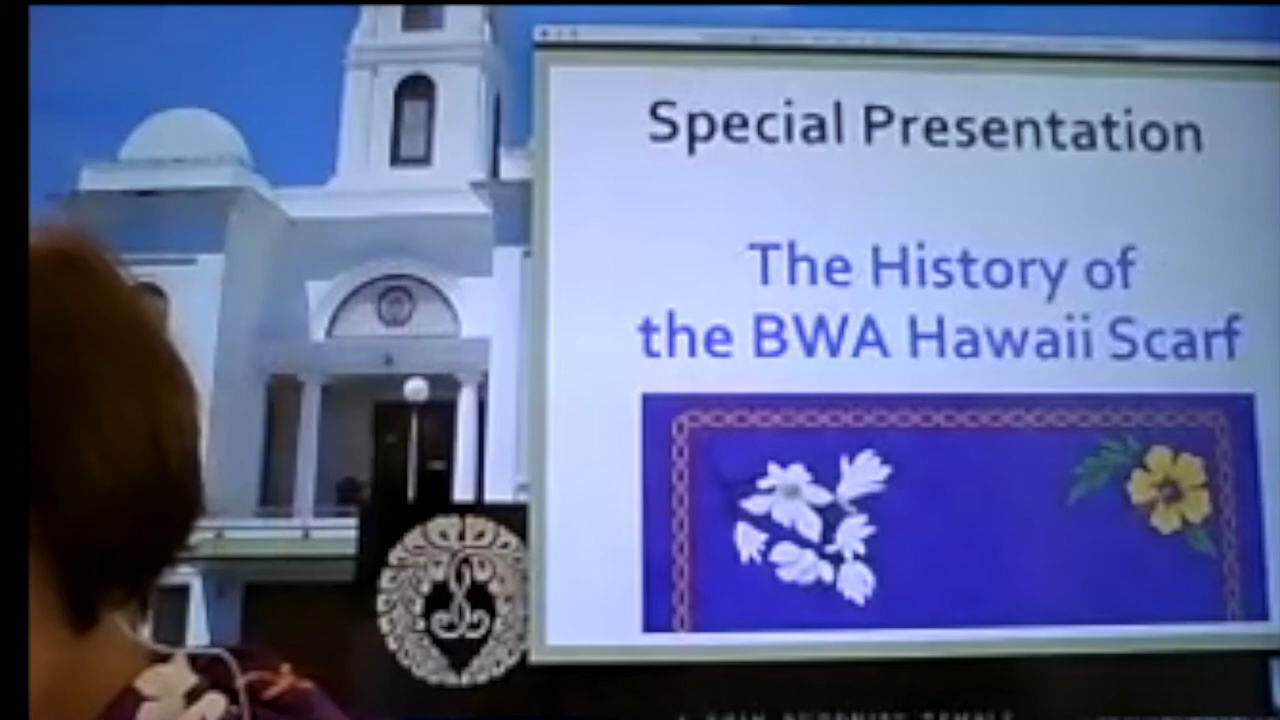 Special Presentation
The History of
the BWA Hawaii Scarf